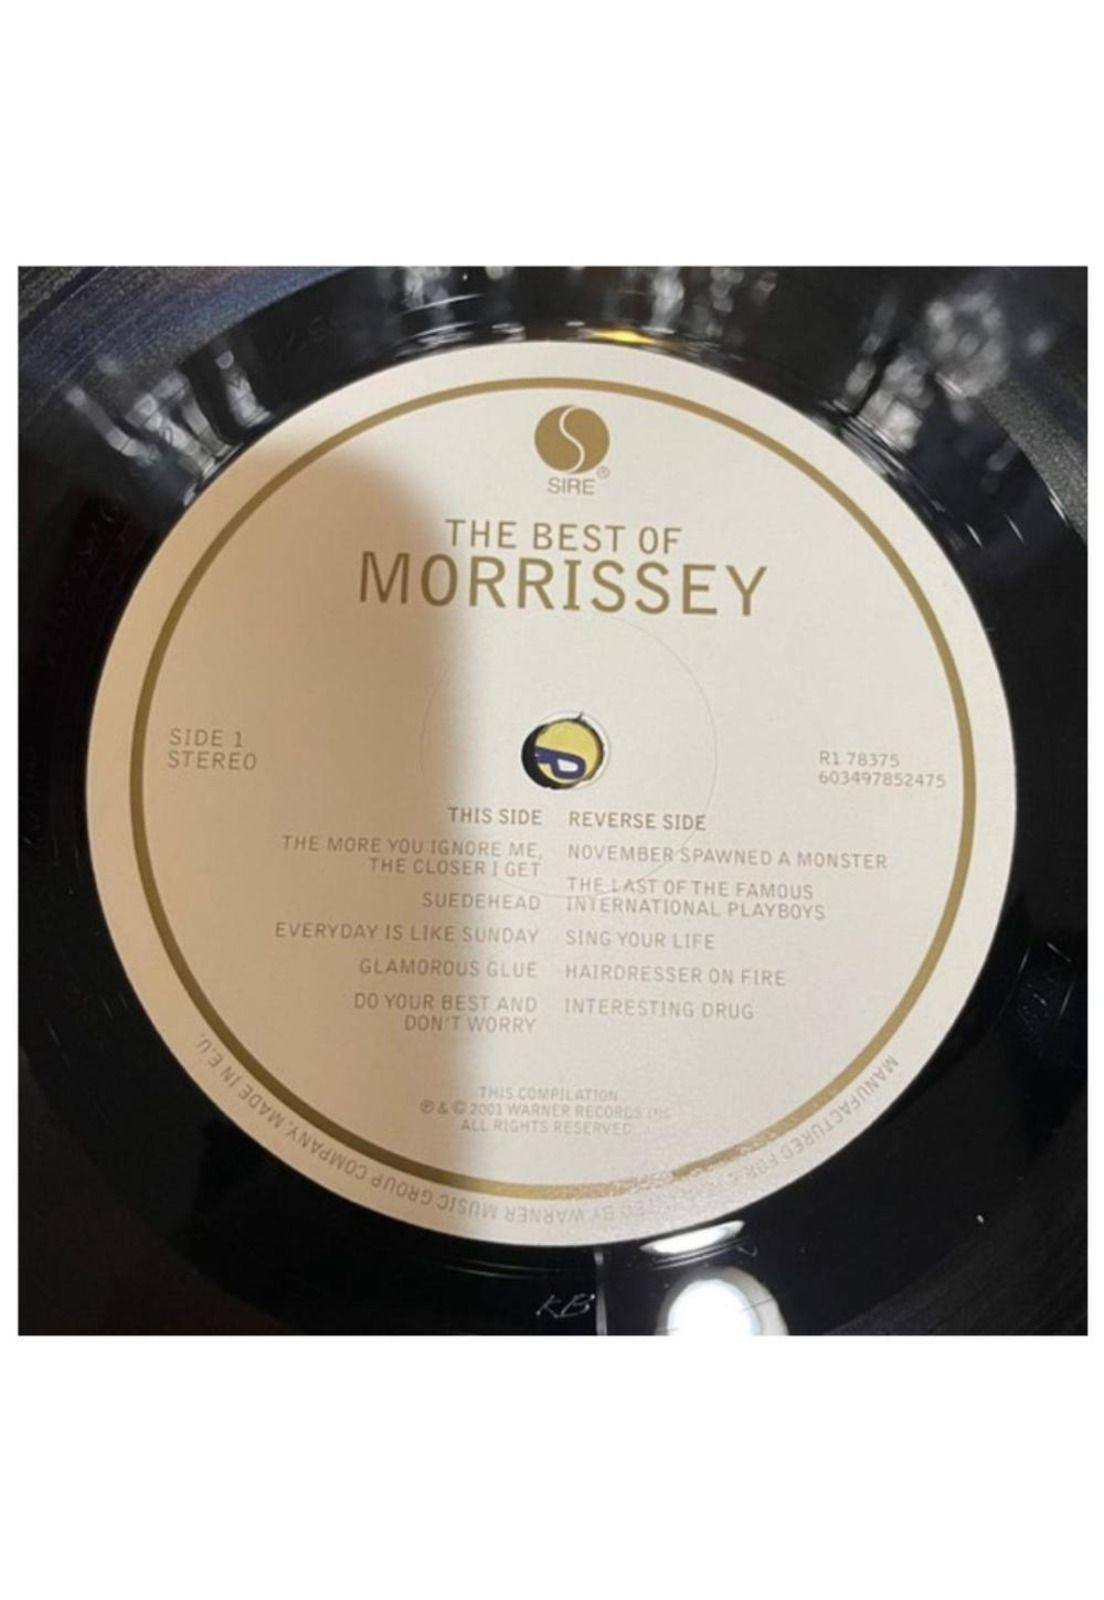 SIRE®
THE BEST OF
MORRISSEY
SIDE 1
STEREO
R1 78375
603497852475
THIS SIDE
THE MORE YOU IGNORE ME,
THE CLOSER I GET
SUEDEHEAD
EVERYDAY IS LIKE SUNDAY
GLAMOROUS GLUE
DO YOUR BEST AND
DON'T WORRY
REVERSE SIDE
NOVEMBER SPAWNED A MONSTER
THE LAST OF THE FAMOUS
INTERNATIONAL PLAYBOYS
SING YOUR LIFE
HAIRDRESSER ON FIRE
INTERESTING DRUG
THIS COMPILATION
℗ & © 2001 WARNER RECORDS INC.
ALL RIGHTS RESERVED.
MANUFACTURED FOR & BY WARNER MUSIC GROUP COMPANY. MADE IN E.U.
KB